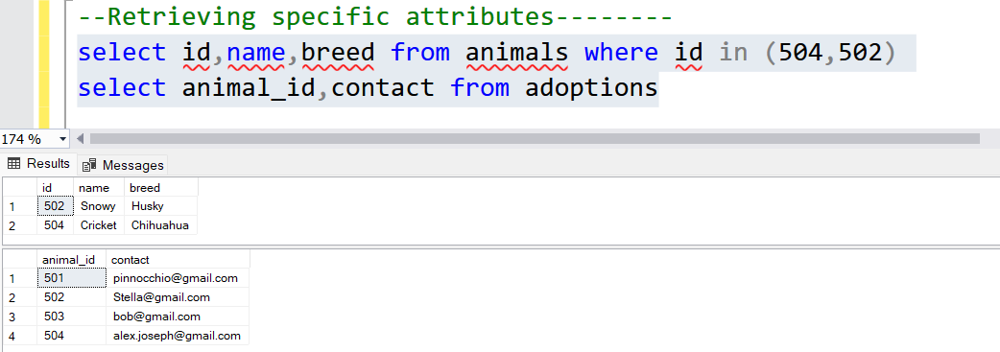 --Retrieving specific attributes--------
select id,name,breed from animals where id in (504,502)
select animal_id,contact from adoptions
174 %
Results Messages
id name breed
1 502 Snowy Husky
2 504 Cricket Chihuahua
animal_id contact
1 501 pinnocchio@gmail.com
2 502 Stella@gmail.com
3 503 bob@gmail.com
4 504 alex.joseph@gmail.com